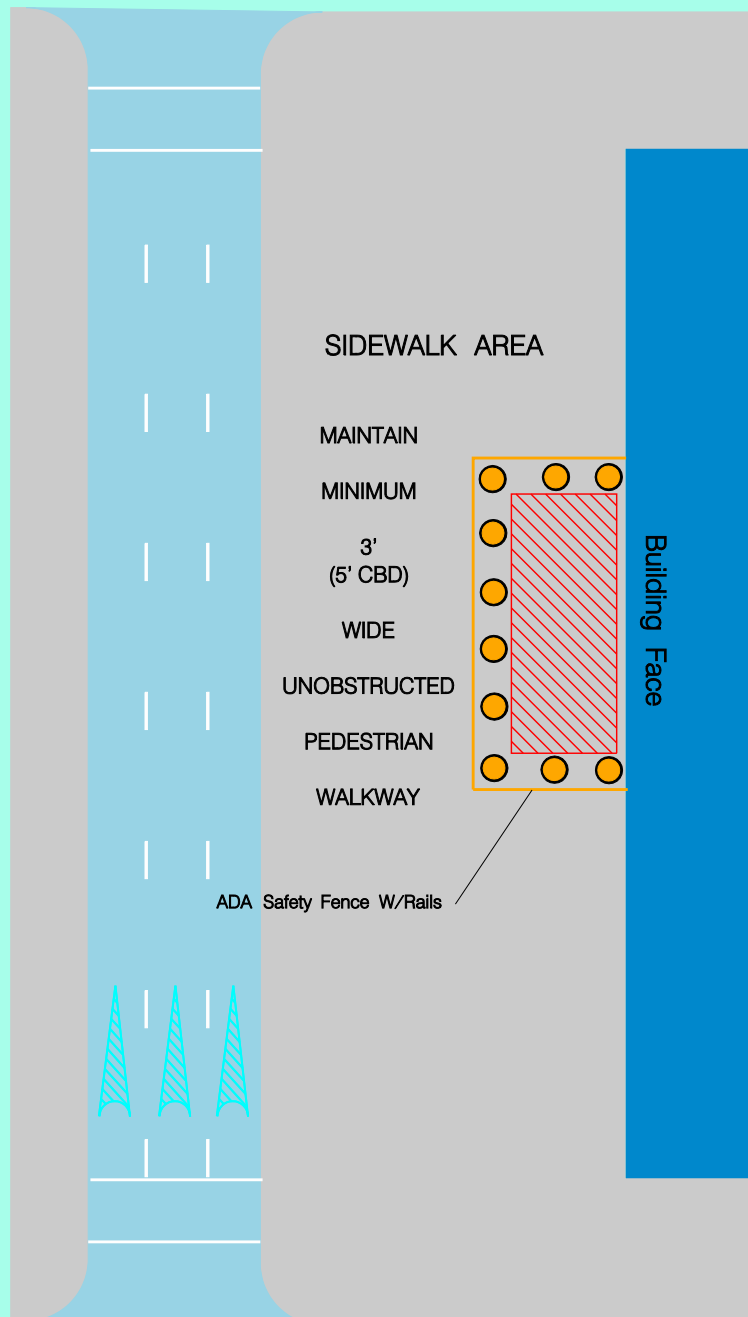 SIDEWALK AREA
MAINTAIN
MINIMUM
3'
(5' CBD)
WIDE
UNOBSTRUCTED
PEDESTRIAN
WALKWAY
Building Face
ADA Safety Fence W/Rails